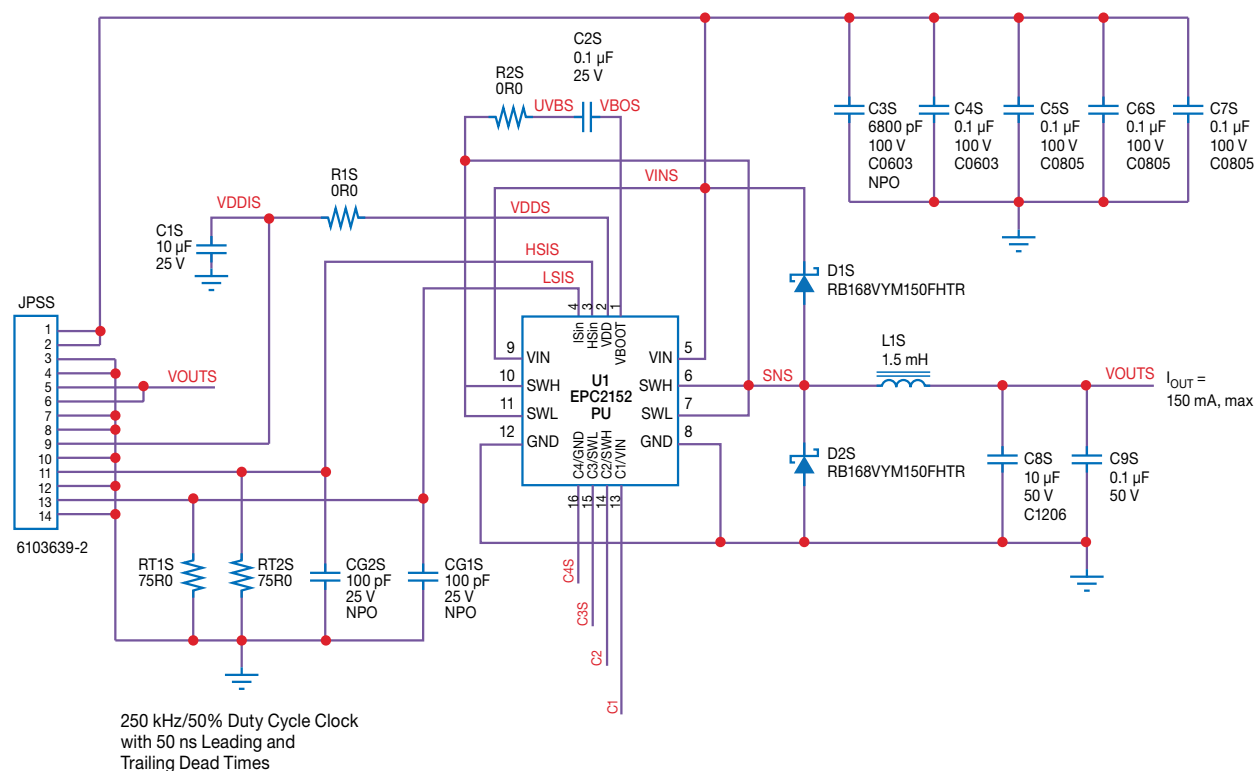 C2S
0.1 µF
25 V
R2S
0R0
UVBS
VBOS
C3S
6800 pF
100 V
C0603
NPO
C4S
0.1 µF
100 V
C0603
C5S
0.1 µF
100 V
C0805
C6S
0.1 µF
100 V
C0805
C7S
0.1 µF
100 V
C0805
R1S
0R0
VINS
VDDIS
VDDS
C1S
10 µF
25 V
HSIS
LSIS
D1S
RB168VYM150FHTR
JPSS
1
2
3
4
5
6
7
8
9
10
11
12
13
14
6103639-2
VOUTS
4
3
2
1
ISin
HSin
VDD
VBOOT
9
VIN
10
SWH
11
SWL
12
GND
U1
EPC2152
PU
VIN
5
SWH
6
SWL
7
GND
8
C4/GND
C3/SWL
C2/SWH
C1/VIN
16
15
14
13
SNS
L1S
1.5 mH
VOUTS
IOUT =
150 mA, max
D2S
RB168VYM150FHTR
C8S
10 µF
50 V
C1206
C9S
0.1 µF
50 V
RT1S
75R0
RT2S
75R0
CG2S
100 pF
25 V
NPO
CG1S
100 pF
25 V
NPO
C4S
C3S
C2
C1
250 kHz/50% Duty Cycle Clock
with 50 ns Leading and
Trailing Dead Times